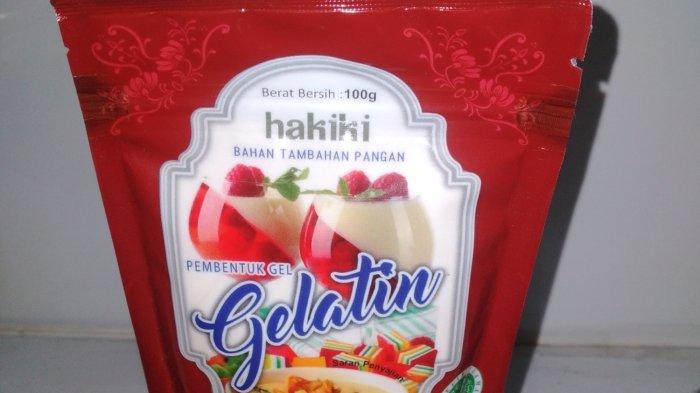 Berat Bersih :100g
hakiki
BAHAN TAMBAHAN PANGAN
PEMBENTUK GEL
Gelatin
Saran Penyajian